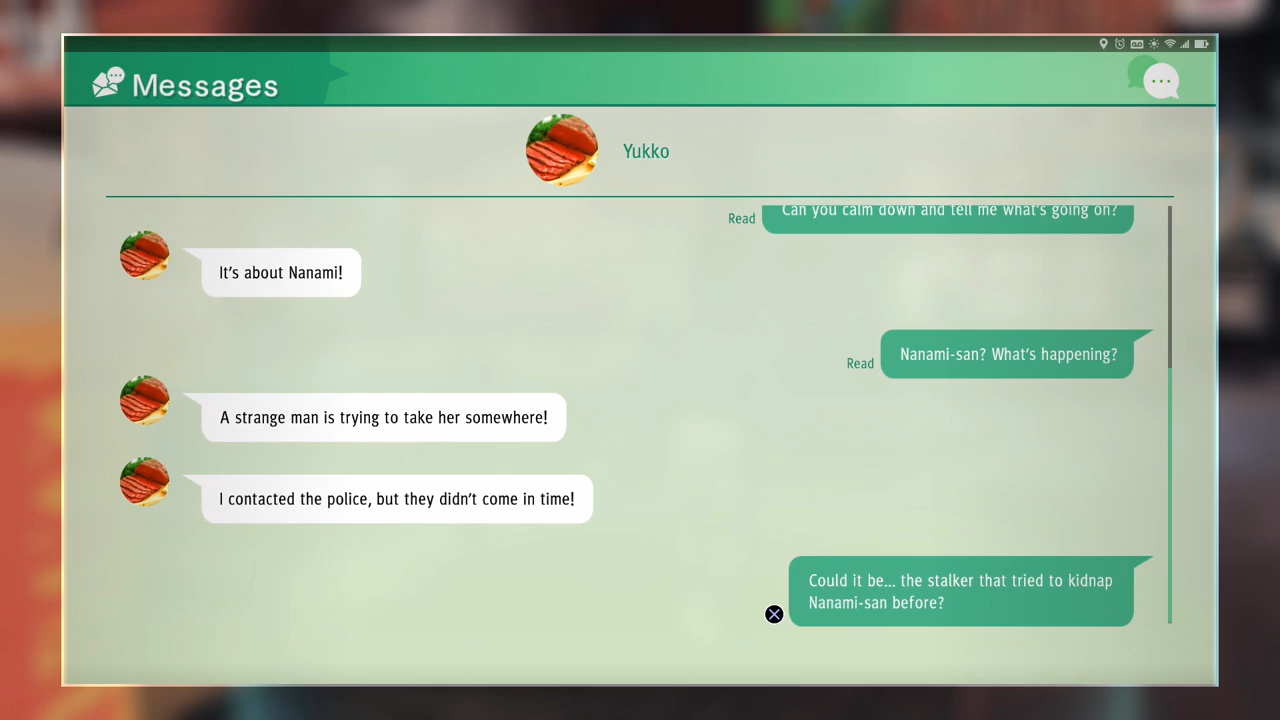 Messages
Yukko
Can you calm down and tell me what's going on?
Read
It's about Nanami!
Nanami-san? What's happening?
Read
A strange man is trying to take her somewhere!
I contacted the police, but they didn't come in time!
Could it be... the stalker that tried to kidnap
Nanami-san before?